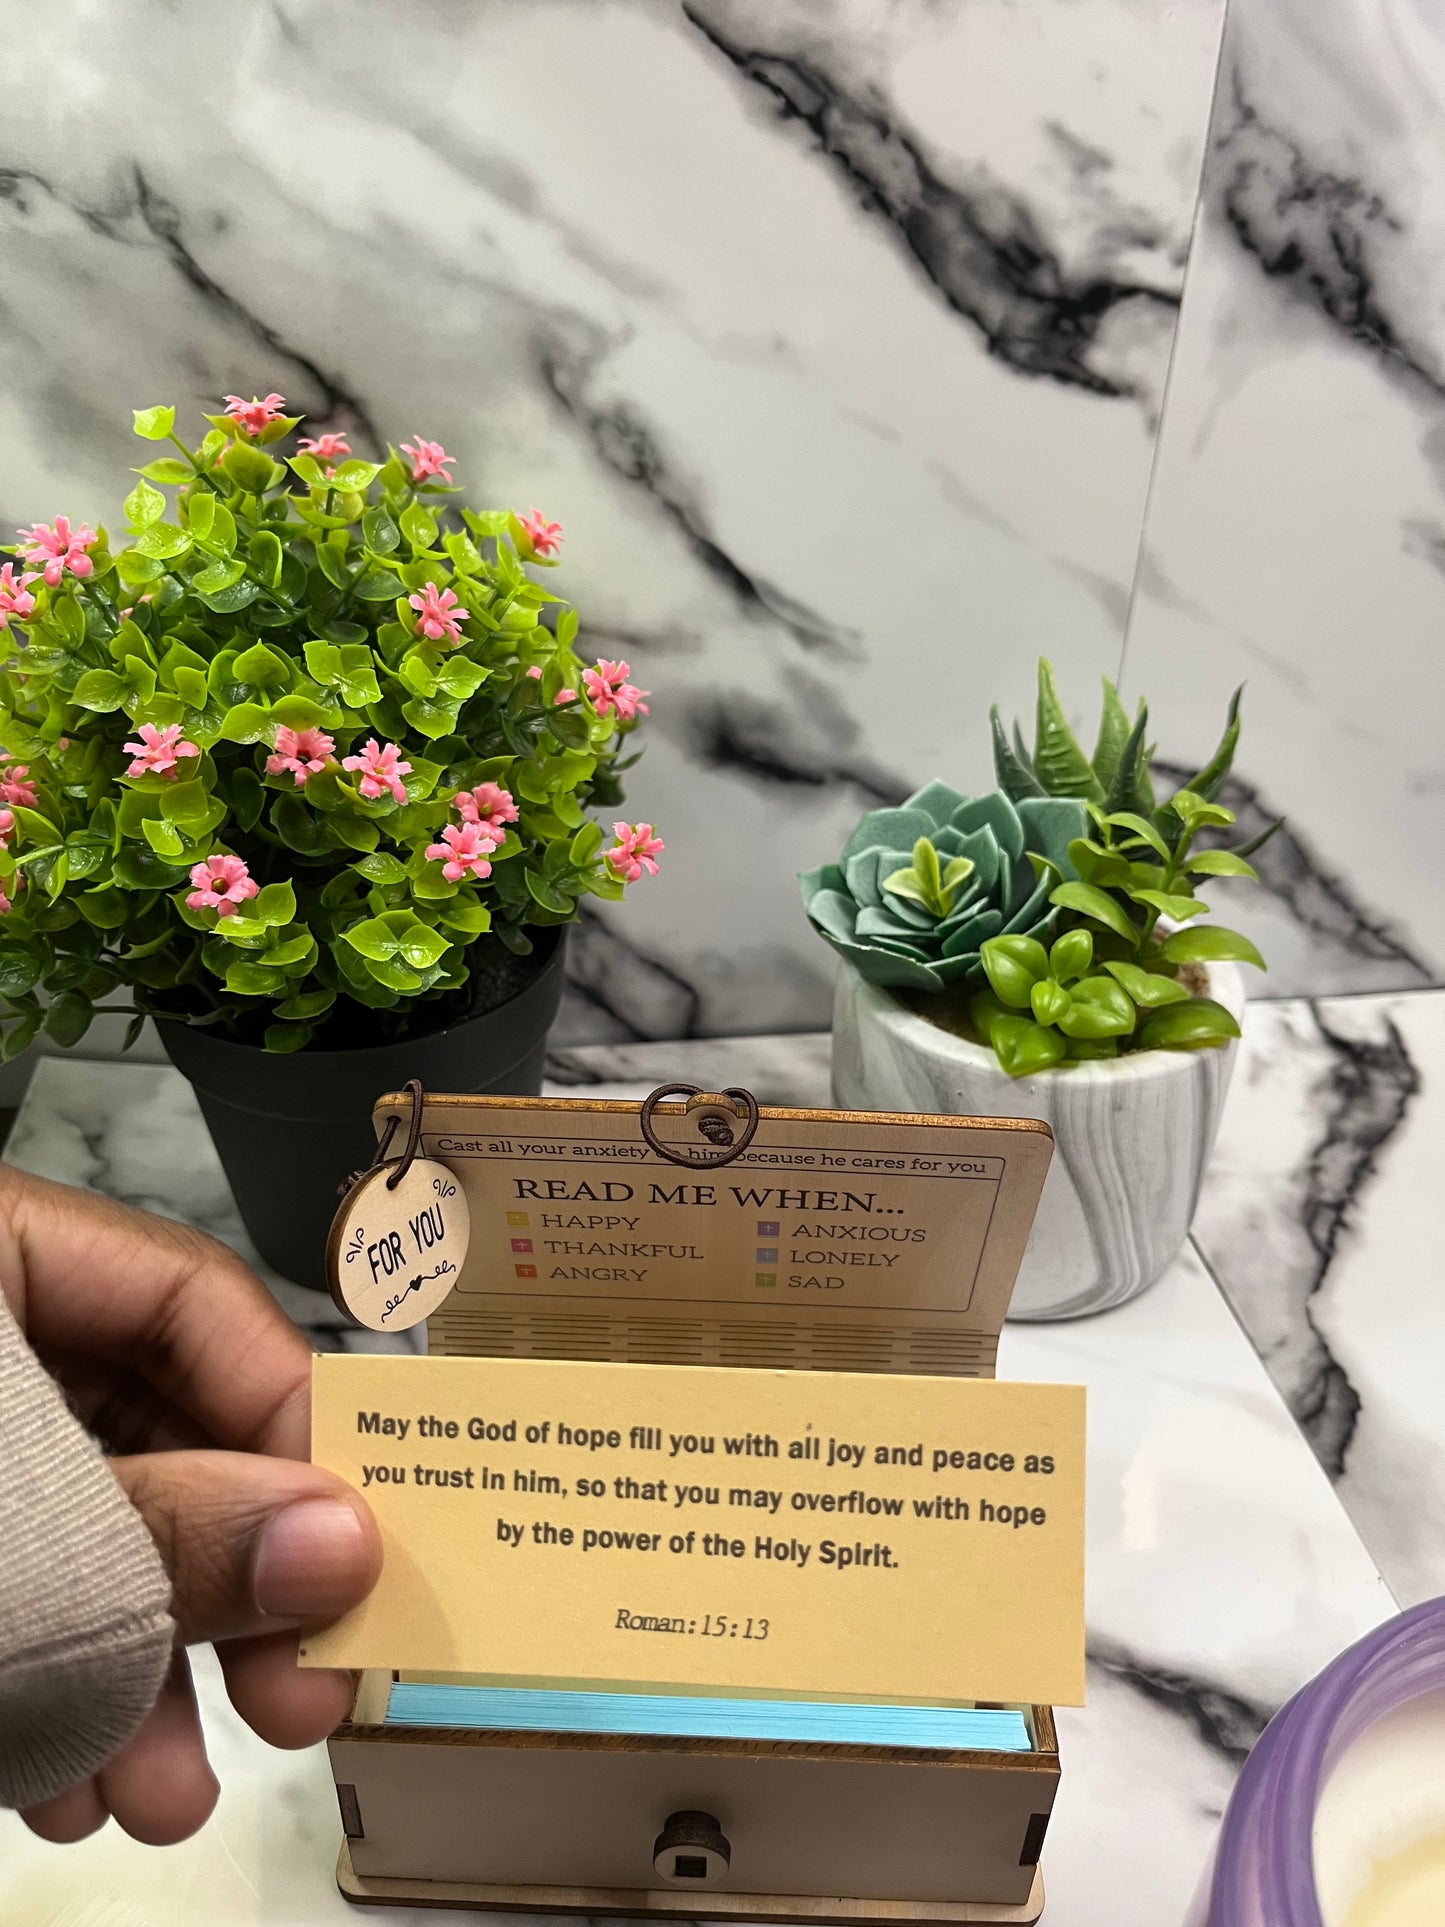 Cast all your anxiety him because he cares for you
READ ME WHEN...
HAPPY
THANKFUL
ANGRY
ANXIOUS
LONELY
SAD
FOR YOU
May the God of hope fill you with all joy and peace as
you trust in him, so that you may overflow with hope
by the power of the Holy Spirit.
Roman:15:13